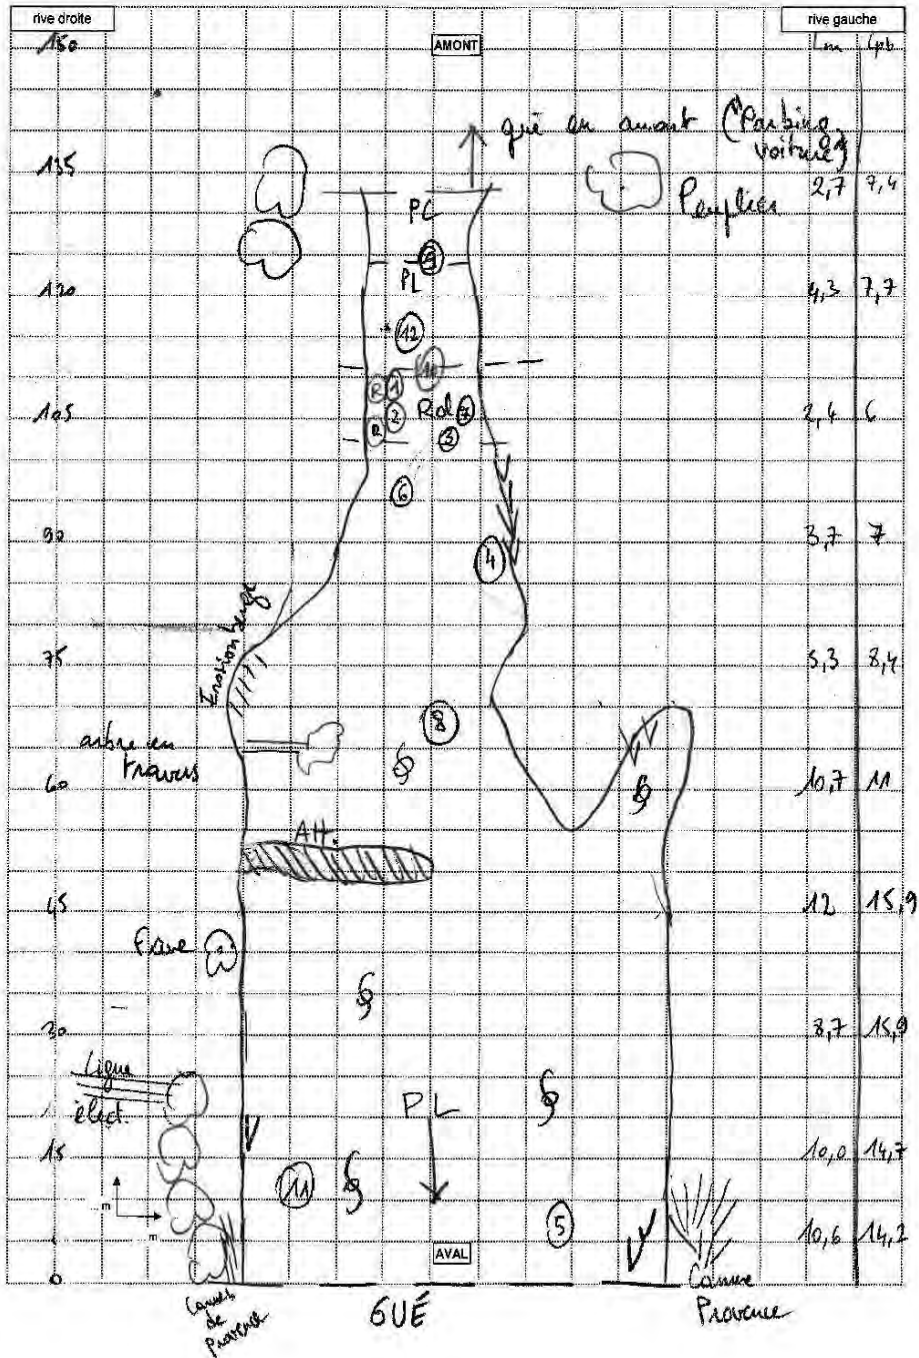 rive droite
rive gauche
150
AMONT
Lm
Lpb
gué en amont ("Parking
voiture")
135
2,7
7,4
Peuplier
PC
9
PL
120
4,3
7,7
12
10
R
1
105
2
Rd
7
2,4
6
R
3
6
90
3,7
7
4
Erosion berge
75
5,3
8,4
8
arbre en
travers
60
10,7
11
Att.
45
12
15,9
30
8,7
15,9
Ligne
élect.
PL
15
10,0
14,7
11
m
m
5
10,6
14,2
AVAL
0
Cannes
de
Provence
GUÉ
Canne
Provence